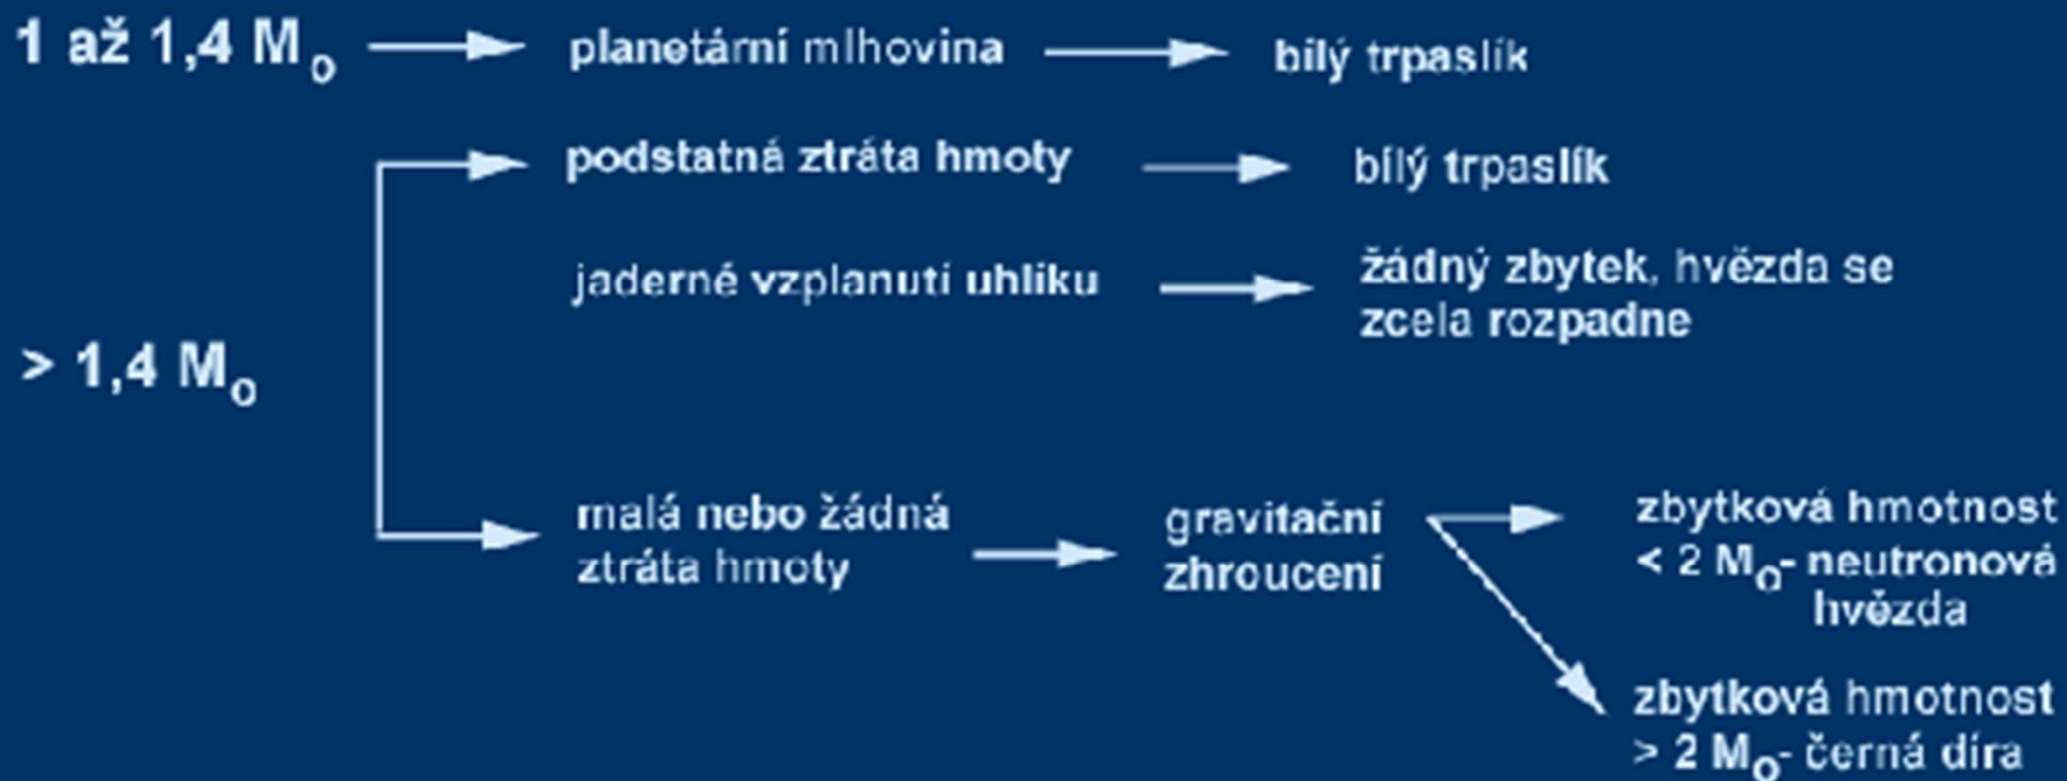 1 až 1,4 Mo planetární mlhovina bílý trpaslík
podstatná ztráta hmoty bílý trpaslík
jaderné vzplanutí uhlíku žádný zbytek, hvězda se
zcela rozpadne
> 1,4 Mo
malá nebo žádná
ztráta hmoty
gravitační
zhroucení
zbytková hmotnost
< 2 Mo- neutronová
hvězda
zbytková hmotnost
> 2 Mo- černá díra